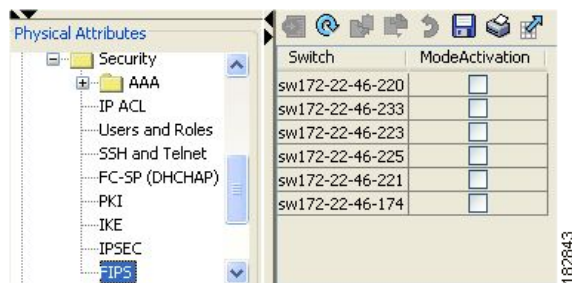 Physical Attributes
Security
AAA
IP ACL
Users and Roles
SSH and Telnet
FC-SP (DHCHAP)
PKI
IKE
IPSEC
FIPS
Switch ModeActivation
sw172-22-46-220
sw172-22-46-233
sw172-22-46-223
sw172-22-46-225
sw172-22-46-221
sw172-22-46-174
182843